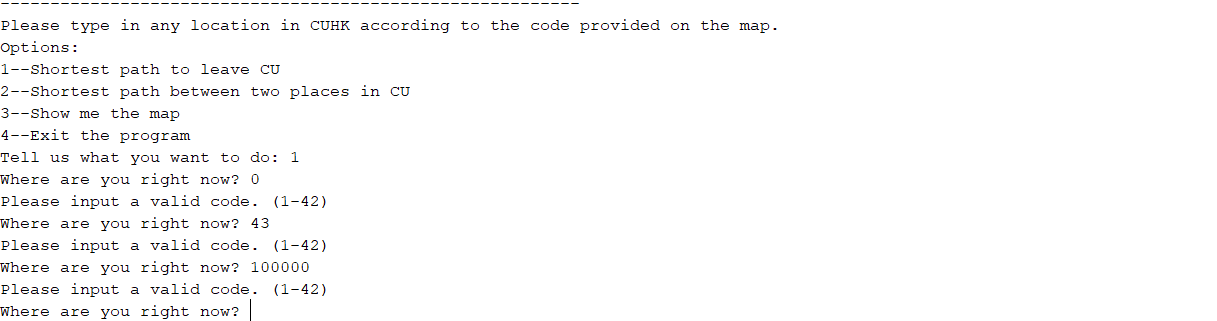 ----------------------------------------------------------
Please type in any location in CUHK according to the code provided on the map.
Options:
1--Shortest path to leave CU
2--Shortest path between two places in CU
3--Show me the map
4--Exit the program
Tell us what you want to do: 1
Where are you right now? 0
Please input a valid code. (1-42)
Where are you right now? 43
Please input a valid code. (1-42)
Where are you right now? 100000
Please input a valid code. (1-42)
Where are you right now?